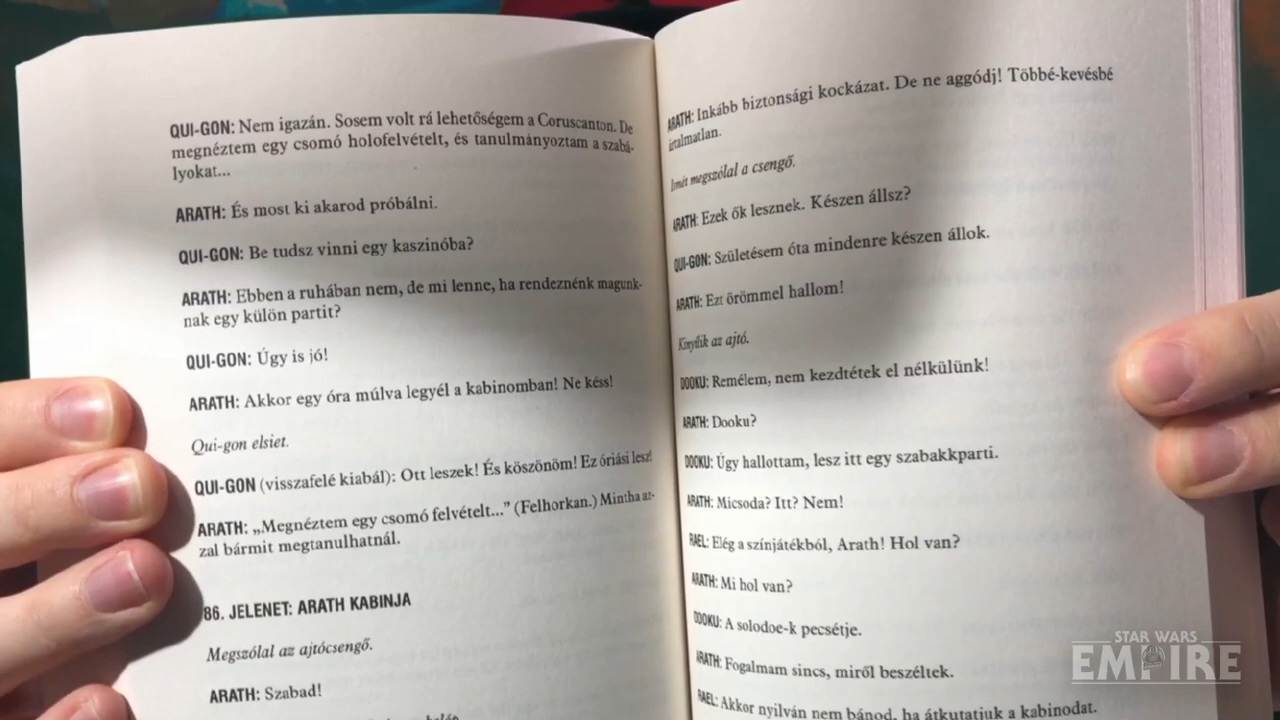 QUI-GON: Nem igazán. Sosem volt rá lehetőségem a Coruscanton. De
megnéztem egy csomó holofelvételt, és tanulmányoztam a szabá-
lyokat...
ARATH: És most ki akarod próbálni.
QUI-GON: Be tudsz vinni egy kaszinóba?
ARATH: Ebben a ruhában nem, de mi lenne, ha rendeznénk magunk-
nak egy külön partit?
QUI-GON: Úgy is jó!
ARATH: Akkor egy óra múlva legyél a kabinomban! Ne késs!
Qui-gon elsiet.
QUI-GON (visszafelé kiabál): Ott leszek! És köszönöm! Ez óriási lesz!
ARATH: „Megnéztem egy csomó felvételt...” (Felhorkan.) Mintha az-
zal bármit megtanulhatnál.
86. JELENET: ARATH KABINJA
Megszólal az ajtócsengő.
ARATH: Szabad!
ARATH: Inkább biztonsági kockázat. De ne aggódj! Többé-kevésbé
ártalmatlan.
Ismét megszólal a csengő.
ARATH: Ezek ők lesznek. Készen állsz?
QUI-GON: Születésem óta mindenre készen állok.
ARATH: Ezt örömmel hallom!
Kinyílik az ajtó.
DOOKU: Remélem, nem kezdtétek el nélkülünk!
ARATH: Dooku?
DOOKU: Úgy hallottam, lesz itt egy szabakkparti.
ARATH: Micsoda? Itt? Nem!
RAEL: Elég a színjátékból, Arath! Hol van?
ARATH: Mi hol van?
DOOKU: A solodoe-k pecsétje.
ARATH: Fogalmam sincs, miről beszéltek.
RAEL: Akkor nyilván nem bánod, ha átkutatjuk a kabinodat.
STAR WARS
EMPIRE